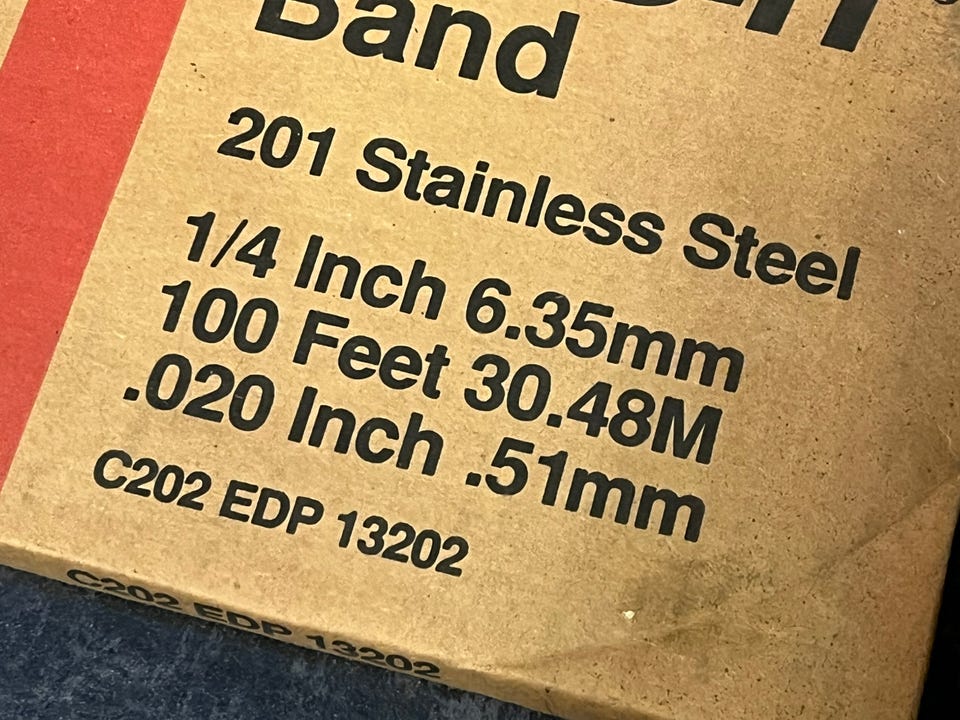 Band
201 Stainless Steel
1/4 Inch 6.35mm
100 Feet 30.48M
.020 Inch .51mm
C202 EDP 13202
C202 EDP 13202